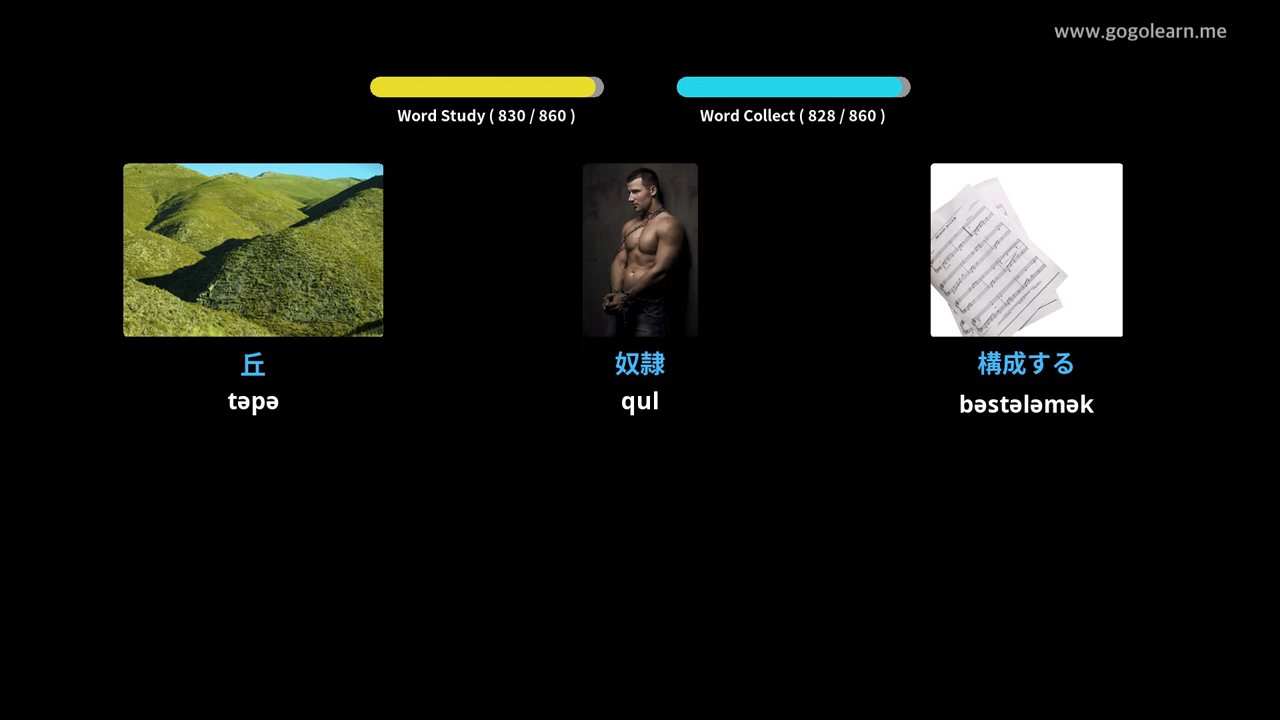 www.gogolearn.me
Word Study ( 830 / 860 )
Word Collect ( 828 / 860 )
丘
təpə
奴隷
qul
構成する
bəstələmək